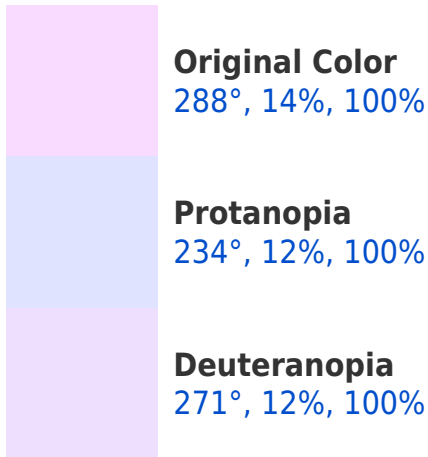 Original Color
288°, 14%, 100%
Protanopia
234°, 12%, 100%
Deuteranopia
271°, 12%, 100%